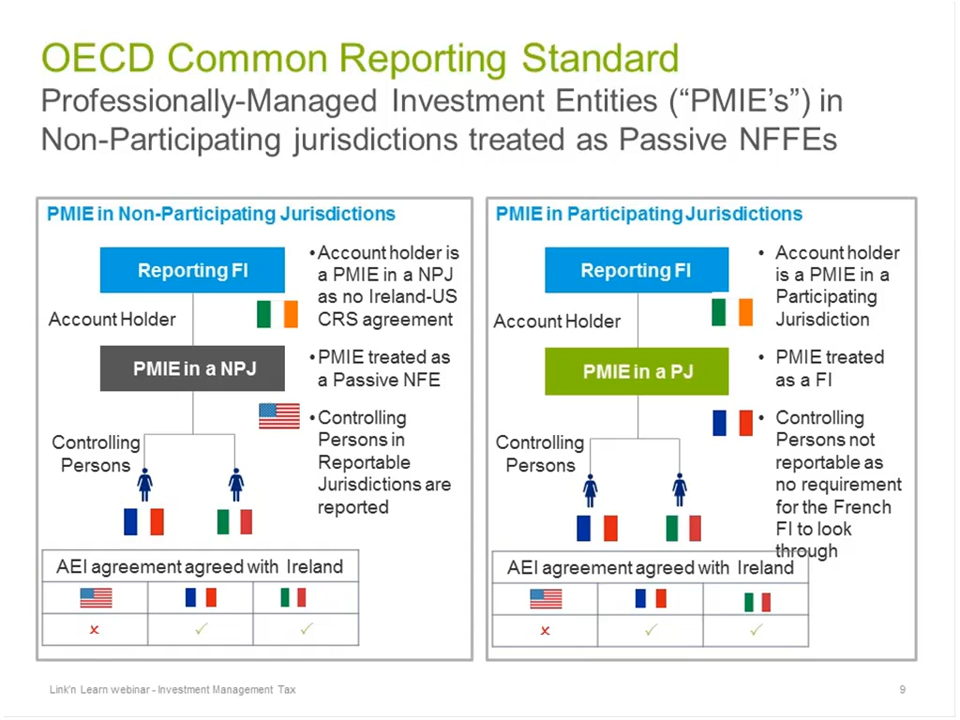 OECD Common Reporting Standard
Professionally-Managed Investment Entities (“PMIE’s”) in
Non-Participating jurisdictions treated as Passive NFFEs
PMIE in Non-Participating Jurisdictions
Reporting FI
Account Holder
PMIE in a NPJ
Controlling
Persons
•Account holder is
a PMIE in a NPJ
as no Ireland-US
CRS agreement
•PMIE treated as
a Passive NFE
•Controlling
Persons in
Reportable
Jurisdictions are
reported
AEI agreement agreed with Ireland
x ✓ ✓
PMIE in Participating Jurisdictions
Reporting FI
Account Holder
PMIE in a PJ
Controlling
Persons
• Account holder
is a PMIE in a
Participating
Jurisdiction
• PMIE treated
as a FI
• Controlling
Persons not
reportable as
no requirement
for the French
FI to look
through
AEI agreement agreed with Ireland
x ✓ ✓
Link'n Learn webinar - Investment Management Tax
9